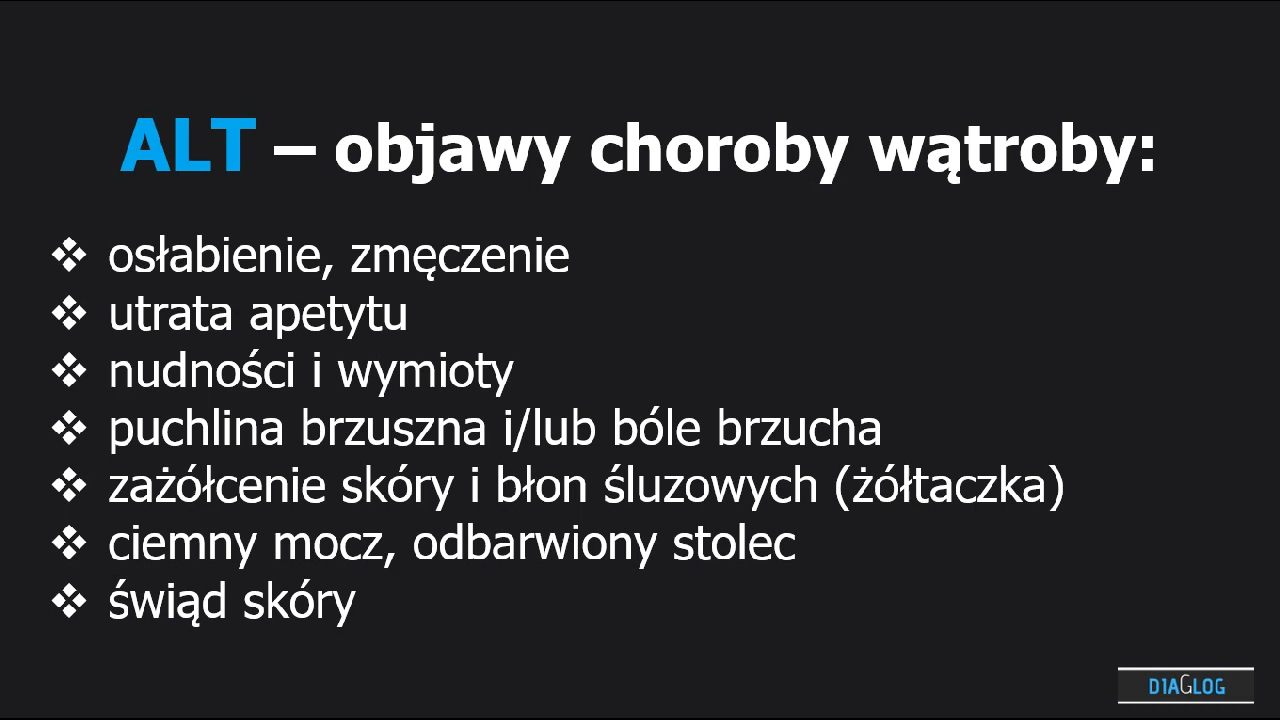 ALT – objawy choroby wątroby:
❖ osłabienie, zmęczenie
❖ utrata apetytu
❖ nudności i wymioty
❖ puchlina brzuszna i/lub bóle brzucha
❖ zażółcenie skóry i błon śluzowych (żółtaczka)
❖ ciemny mocz, odbarwiony stolec
❖ świąd skóry
DIAGLOG